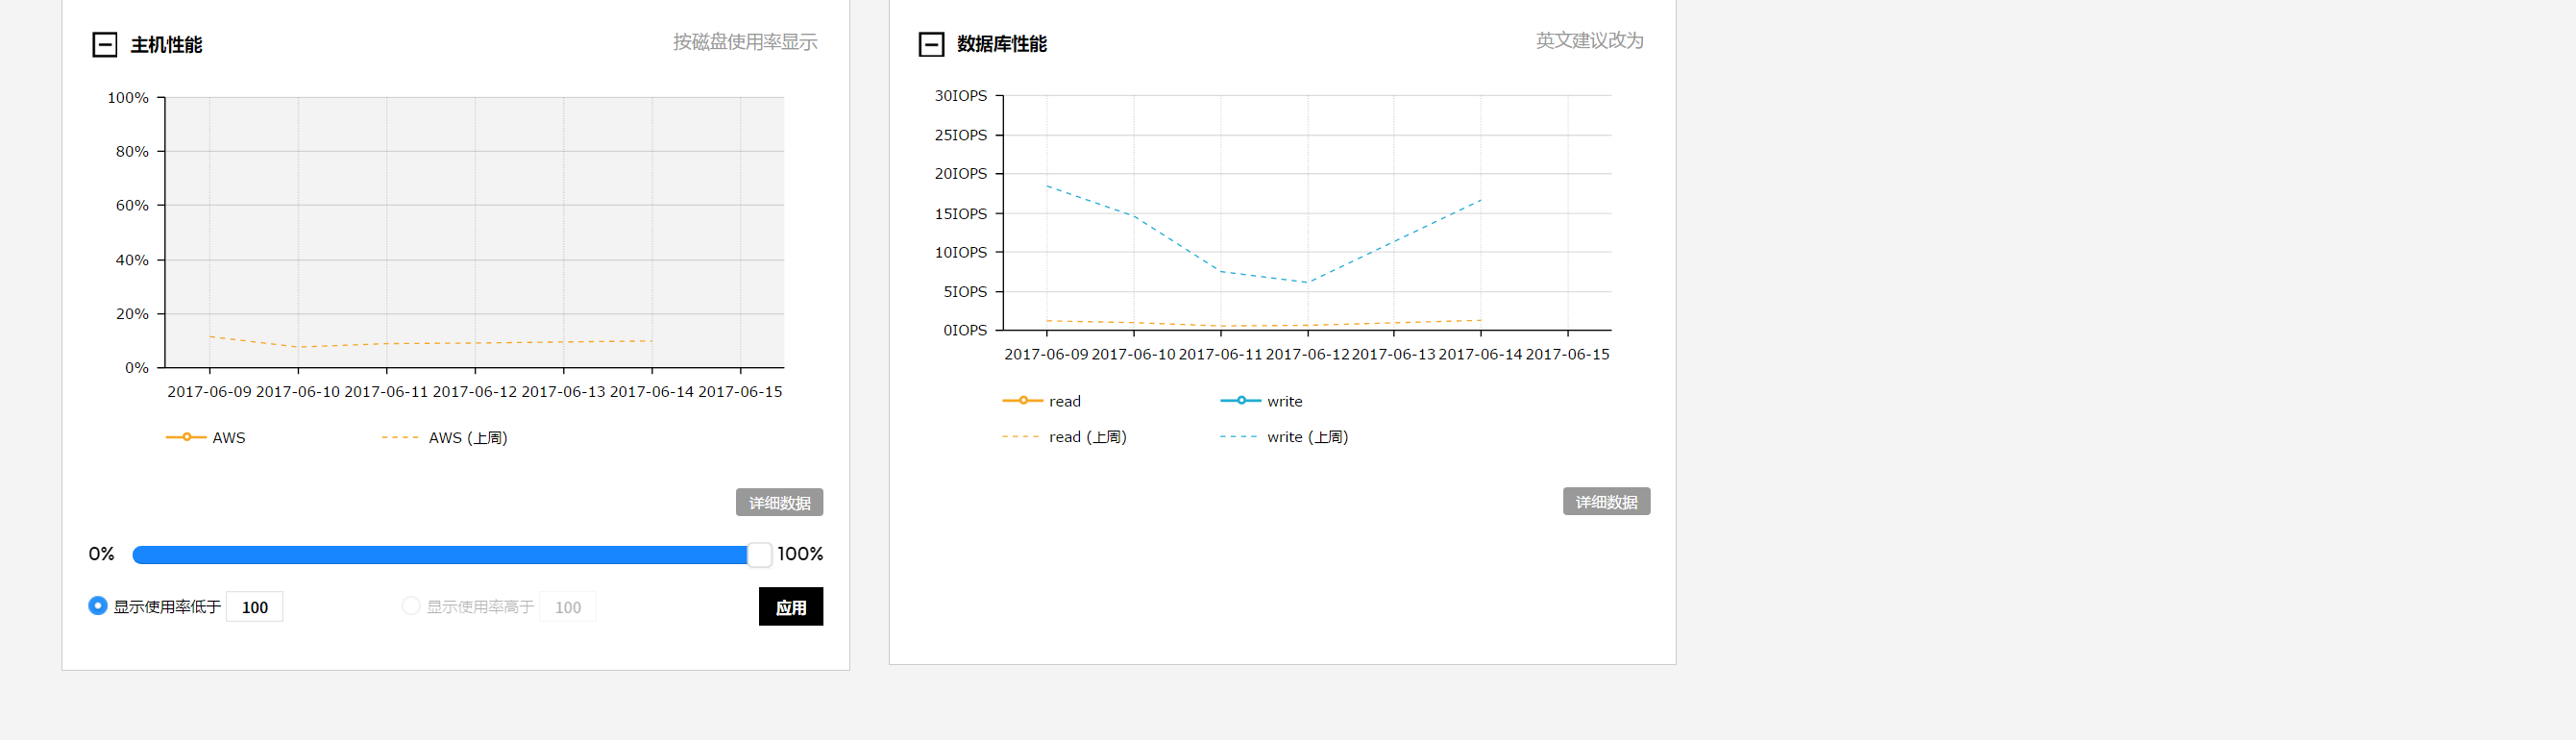 主机性能
按磁盘使用率显示
100%
80%
60%
40%
20%
0%
2017-06-09 2017-06-10 2017-06-11 2017-06-12 2017-06-13 2017-06-14 2017-06-15
AWS
AWS (上周)
详细数据
0%
100%
显示使用率低于 100
显示使用率高于 100
应用
数据库性能
英文建议改为
30IOPS
25IOPS
20IOPS
15IOPS
10IOPS
5IOPS
0IOPS
2017-06-09 2017-06-10 2017-06-11 2017-06-12 2017-06-13 2017-06-14 2017-06-15
read
write
read (上周)
write (上周)
详细数据